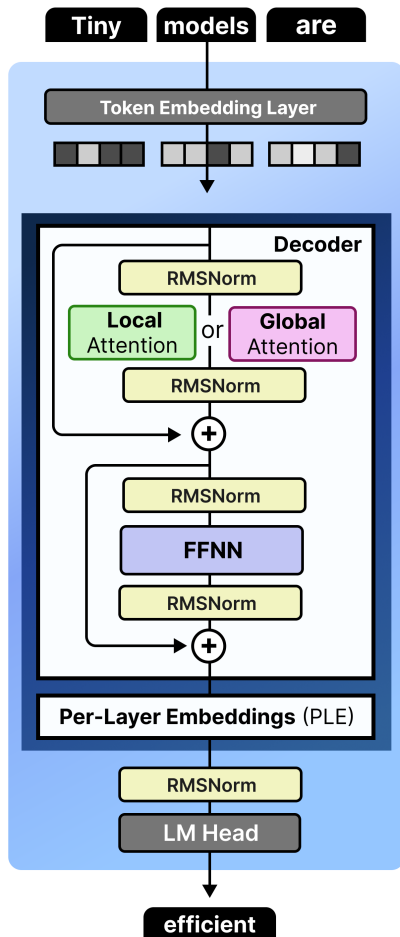 Tiny models are
Token Embedding Layer
Decoder
RMSNorm
Local
Attention
or
Global
Attention
RMSNorm
+
RMSNorm
FFNN
RMSNorm
+
Per-Layer Embeddings (PLE)
RMSNorm
LM Head
efficient